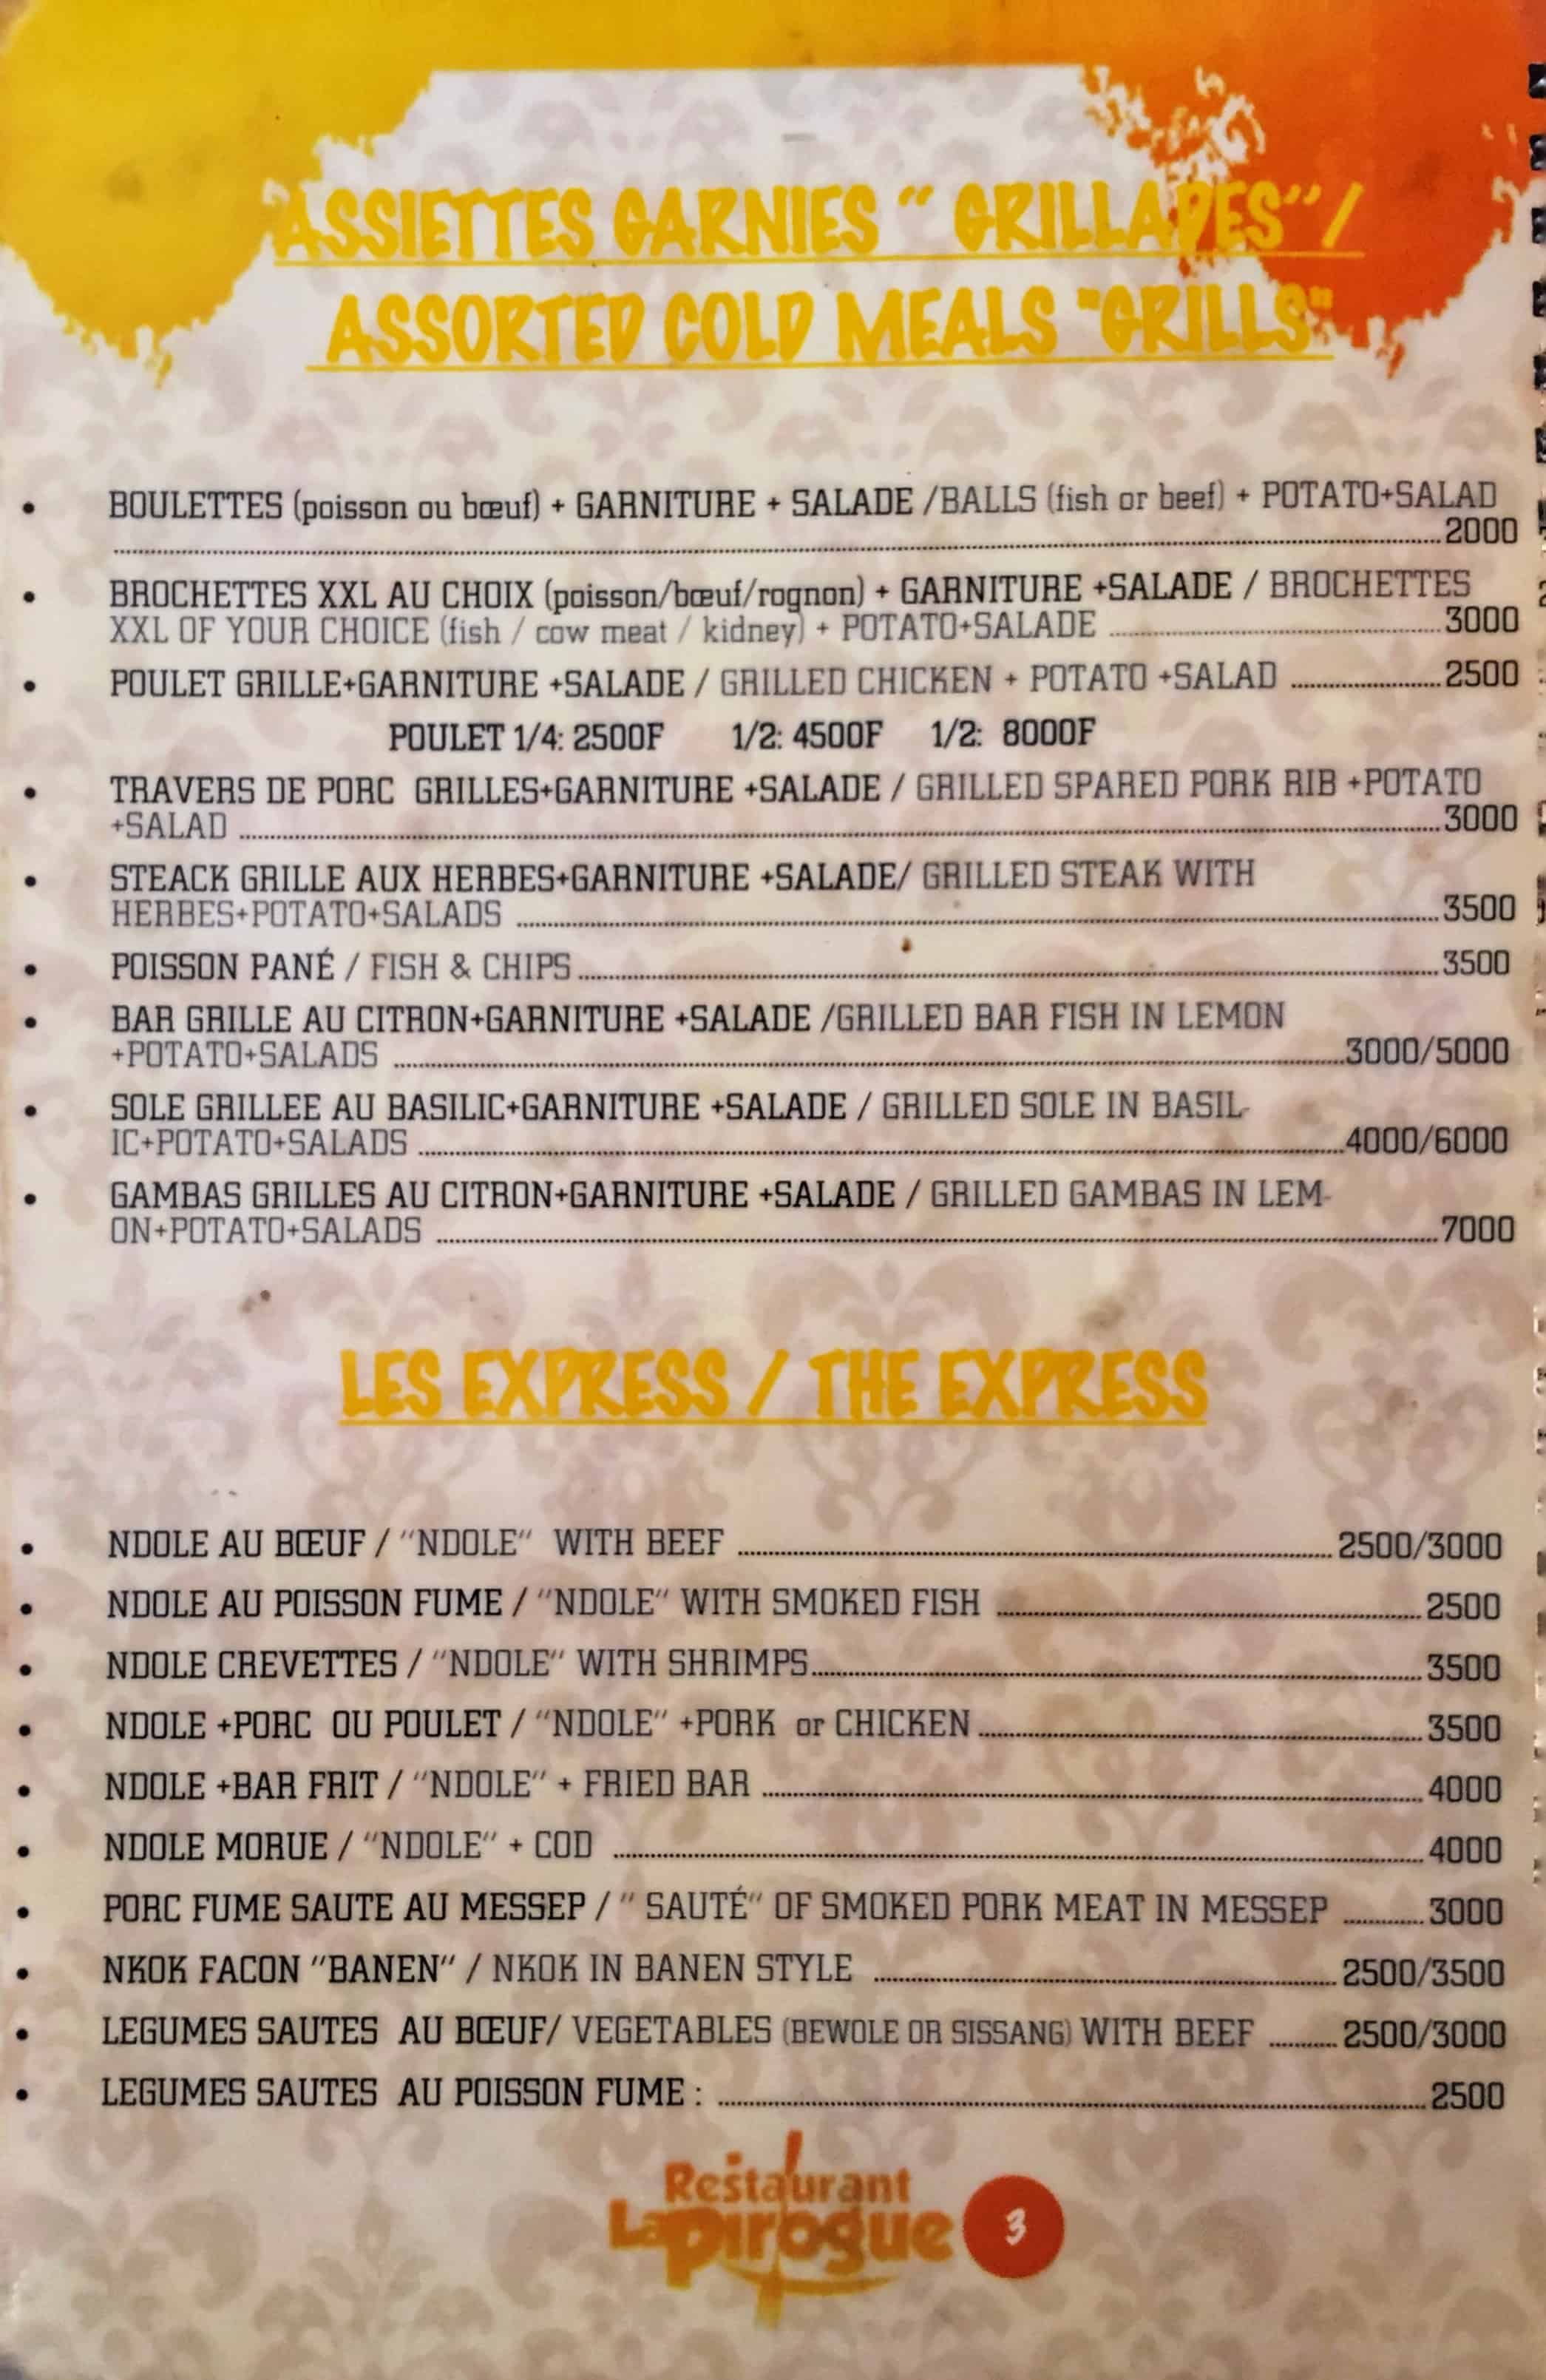 ASSIETTES GARNIES “ GRILLADES”/
ASSORTED COLD MEALS "GRILLS"
• BOULETTES (poisson ou bœuf) + GARNITURE + SALADE /BALLS (fish or beef) + POTATO+SALAD
........2000
• BROCHETTES XXL AU CHOIX (poisson/bœuf/rognon) + GARNITURE +SALADE / BROCHETTES
XXL OF YOUR CHOICE (fish / cow meat / kidney) + POTATO+SALADE ........3000
• POULET GRILLE+GARNITURE +SALADE / GRILLED CHICKEN + POTATO +SALAD ........2500
POULET 1/4: 2500F 1/2: 4500F 1/2: 8000F
• TRAVERS DE PORC GRILLES+GARNITURE +SALADE / GRILLED SPARED PORK RIB +POTATO
+SALAD ........3000
• STEACK GRILLE AUX HERBES+GARNITURE +SALADE/ GRILLED STEAK WITH
HERBES+POTATO+SALADS ........3500
• POISSON PANÉ / FISH & CHIPS........3500
• BAR GRILLE AU CITRON+GARNITURE +SALADE /GRILLED BAR FISH IN LEMON
+POTATO+SALADS ........3000/5000
• SOLE GRILLEE AU BASILIC+GARNITURE +SALADE / GRILLED SOLE IN BASIL-
IC+POTATO+SALADS ........4000/6000
• GAMBAS GRILLES AU CITRON+GARNITURE +SALADE / GRILLED GAMBAS IN LEM-
ON+POTATO+SALADS ........7000
LES EXPRESS / THE EXPRESS
• NDOLE AU BŒUF / “NDOLE” WITH BEEF ........2500/3000
• NDOLE AU POISSON FUME / “NDOLE” WITH SMOKED FISH ........2500
• NDOLE CREVETTES / “NDOLE” WITH SHRIMPS........3500
• NDOLE +PORC OU POULET / “NDOLE” +PORK or CHICKEN........3500
• NDOLE +BAR FRIT / “NDOLE” + FRIED BAR ........4000
• NDOLE MORUE / “NDOLE” + COD ........4000
• PORC FUME SAUTE AU MESSEP / “ SAUTÉ” OF SMOKED PORK MEAT IN MESSEP ........3000
• NKOK FACON “BANEN” / NKOK IN BANEN STYLE ........2500/3500
• LEGUMES SAUTES AU BŒUF/ VEGETABLES (BEWOLE OR SISSANG) WITH BEEF ........2500/3000
• LEGUMES SAUTES AU POISSON FUME : ........2500
Restaurant
La pirogue
3